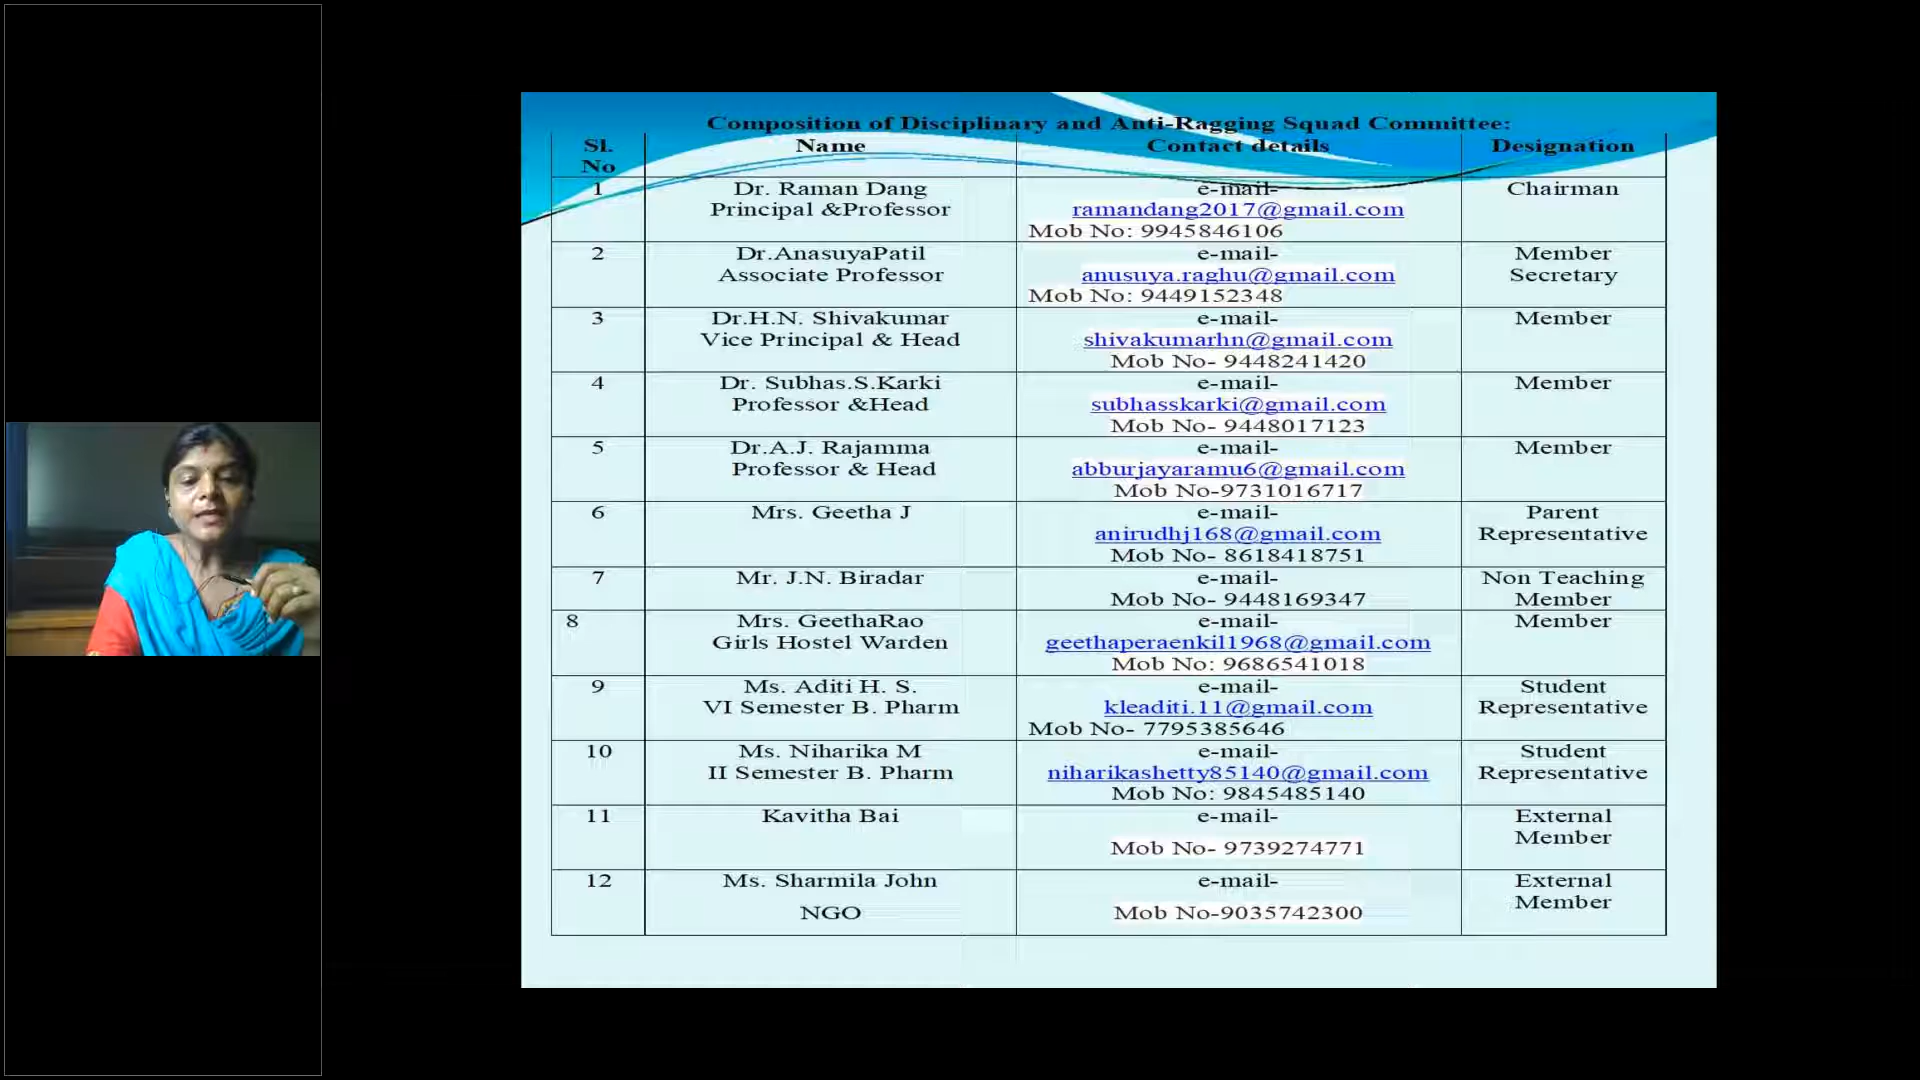 Composition of Disciplinary and Anti-Ragging Squad Committee:
Sl. No Name Contact details Designation
1 Dr. Raman Dang e-mail- Chairman
Principal &Professor ramandang2017@gmail.com
Mob No: 9945846106
2 Dr.AnasuyaPatil e-mail- Member
Associate Professor anusuya.raghu@gmail.com Secretary
Mob No: 9449152348
3 Dr.H.N. Shivakumar e-mail- Member
Vice Principal & Head shivakumarhn@gmail.com
Mob No- 9448241420
4 Dr. Subhas.S.Karki e-mail- Member
Professor &Head subhasskarki@gmail.com
Mob No- 9448017123
5 Dr.A.J. Rajamma e-mail- Member
Professor & Head abburjayaramu6@gmail.com
Mob No-9731016717
6 Mrs. Geetha J e-mail- Parent
anirudhj168@gmail.com Representative
Mob No- 8618418751
7 Mr. J.N. Biradar e-mail- Non Teaching
Mob No- 9448169347 Member
8 Mrs. GeethaRao e-mail- Member
Girls Hostel Warden geethaperaenkil1968@gmail.com
Mob No: 9686541018
9 Ms. Aditi H. S. e-mail- Student
VI Semester B. Pharm kleaditi.11@gmail.com Representative
Mob No- 7795385646
10 Ms. Niharika M e-mail- Student
II Semester B. Pharm niharikashetty85140@gmail.com Representative
Mob No: 9845485140
11 Kavitha Bai e-mail- External
Member
Mob No- 9739274771
12 Ms. Sharmila John e-mail- External
Member
NGO Mob No-9035742300